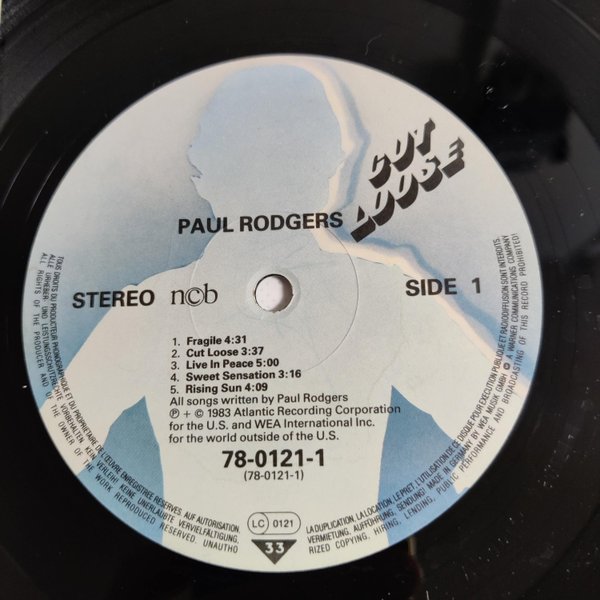 CUT
LOOSE
PAUL RODGERS
STEREO ncb
SIDE 1
1. Fragile 4:31
2. Cut Loose 3:37
3. Live In Peace 5:00
4. Sweet Sensation 3:16
5. Rising Sun 4:09
All songs written by Paul Rodgers
℗ + © 1983 Atlantic Recording Corporation
for the U.S. and WEA International Inc.
for the world outside of the U.S.
78-0121-1
(78-0121-1)
LC 0121
33
TOUS DROITS DU PRODUCTEUR PHONOGRAPHIQUE ET DU PROPRIETAIRE DE L'ŒUVRE ENREGISTREE RESERVES. SAUF AUTORISATION,
LA DUPLICATION, LA LOCATION, LE PRET, L'UTILISATION DE CE DISQUE POUR EXECUTION PUBLIQUE ET RADIODIFFUSION SONT INTERDITS.
ALLE URHEBER- UND LEISTUNGSSCHUTZRECHTE VORBEHALTEN. KEIN VERLEIH! KEINE UNERLAUBTE VERVIELFÄLTIGUNG,
VERMIETUNG, AUFFÜHRUNG, SENDUNG! MADE IN GERMANY BY WEA MUSIK GMBH A WARNER COMMUNICATIONS COMPANY
ALL RIGHTS OF THE PRODUCER AND OF THE OWNER OF THE WORK REPRODUCED RESERVED. UNAUTHO
RIZED COPYING, HIRING, LENDING, PUBLIC PERFORMANCE AND BROADCASTING OF THIS RECORD PROHIBITED!